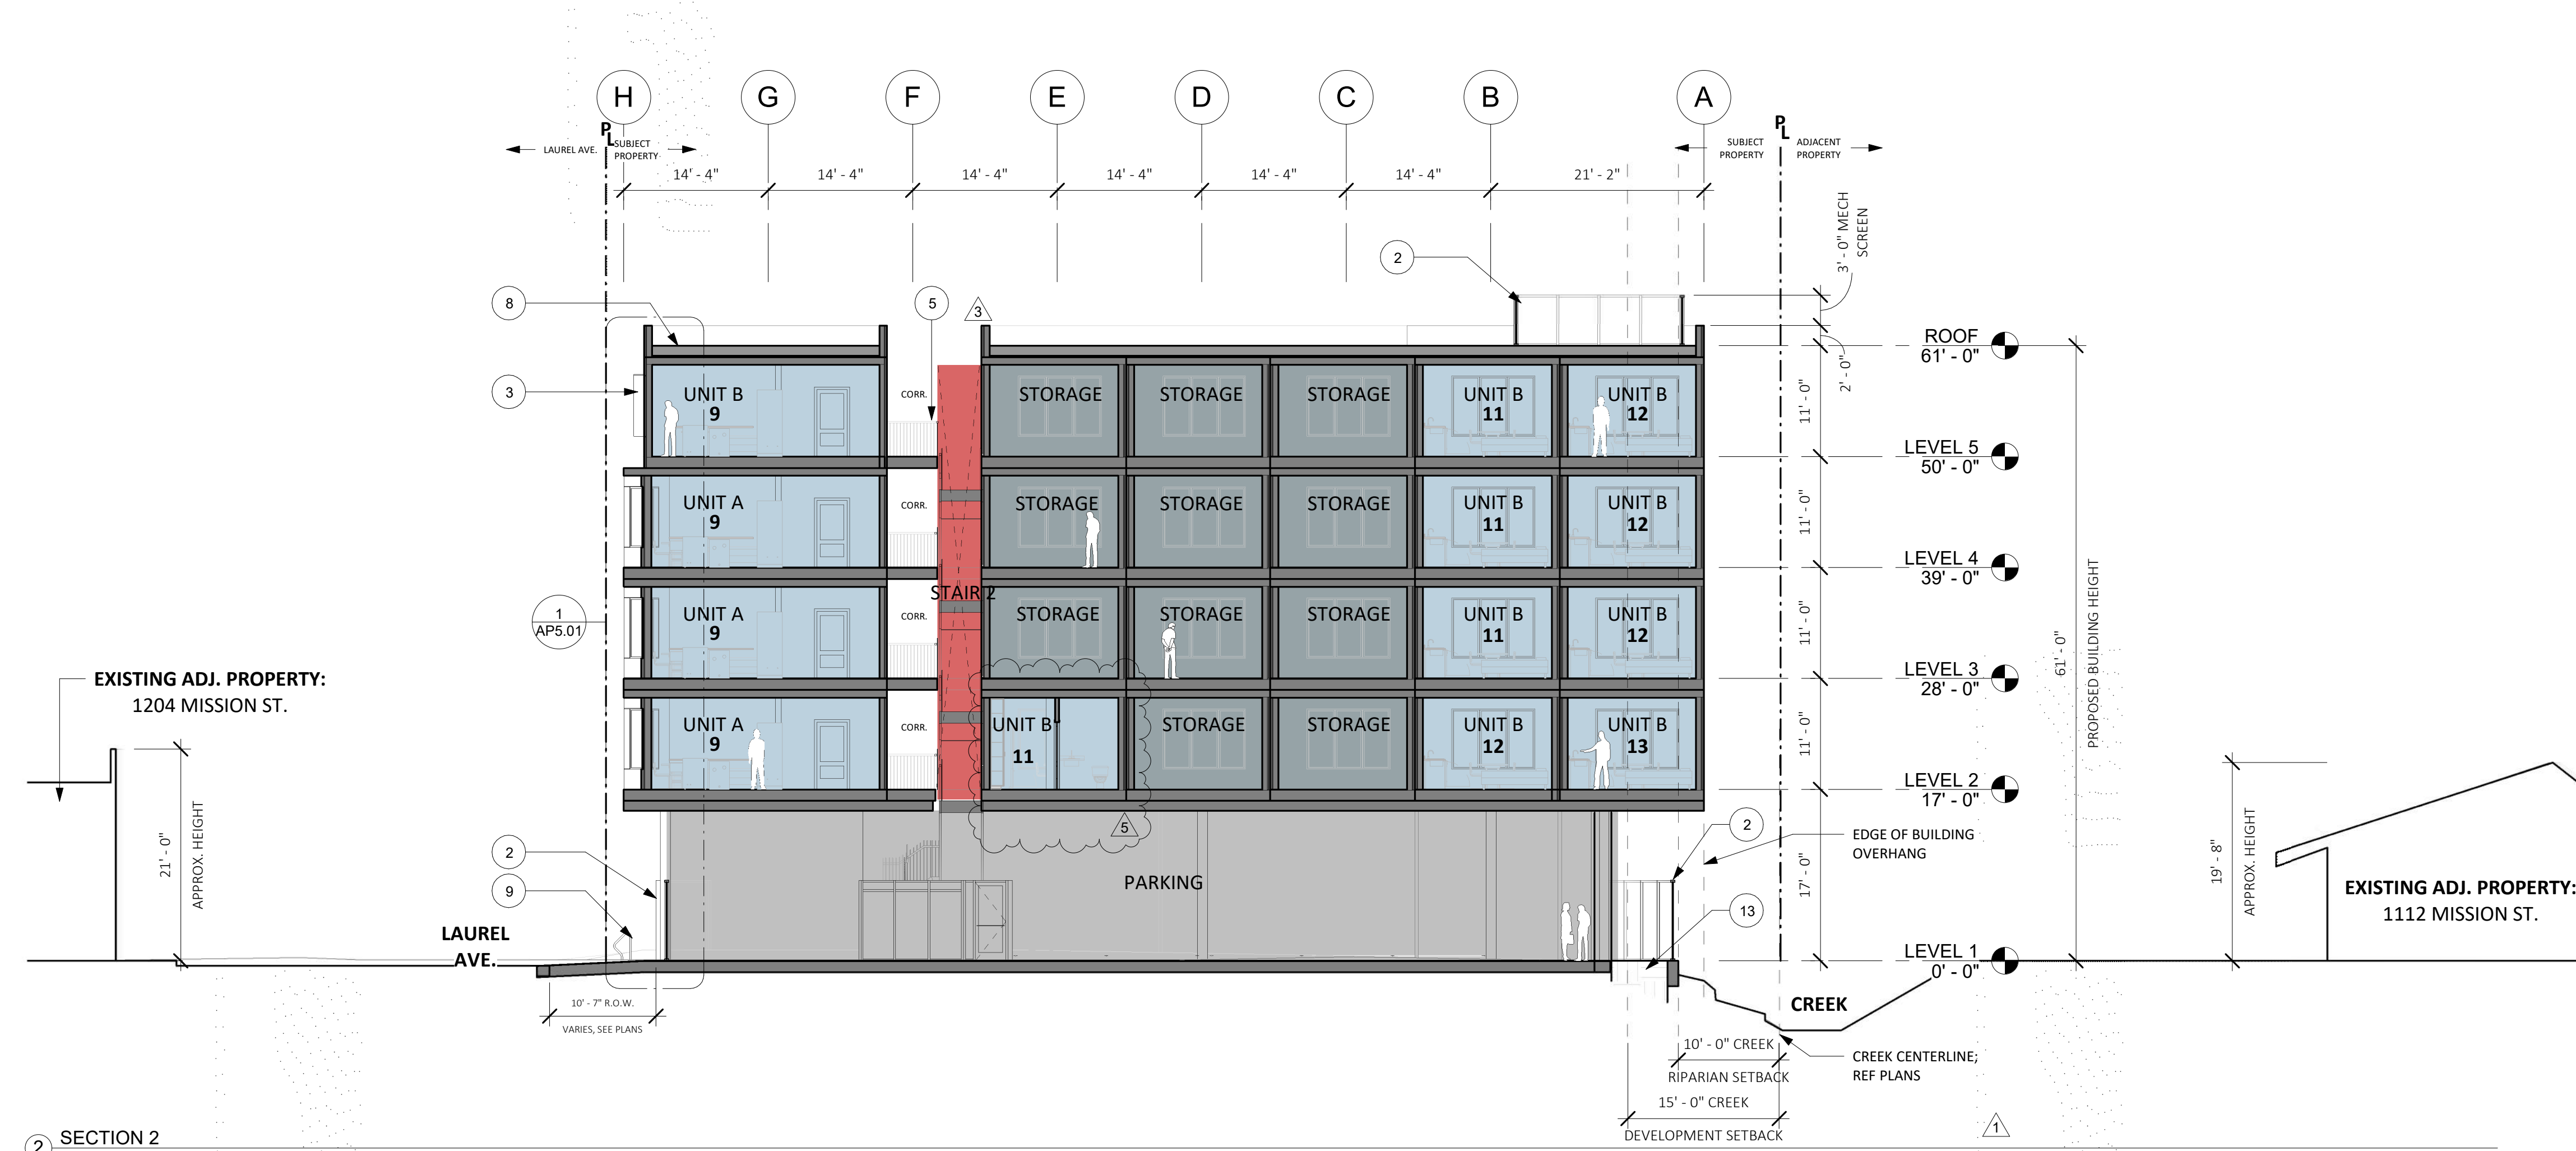 H G F E D C B A
PL
LAUREL AVE.
SUBJECT
PROPERTY
PL
SUBJECT
PROPERTY
ADJACENT
PROPERTY
14' - 4" 14' - 4" 14' - 4" 14' - 4" 14' - 4" 14' - 4" 21' - 2"
3' - 0" MECH
SCREEN
2
8
5
3
ROOF
61' - 0"
2' - 0"
3
UNIT B
9
CORR.
STORAGE
STORAGE
STORAGE
UNIT B
11
UNIT B
12
11' - 0"
LEVEL 5
50' - 0"
UNIT A
9
CORR.
STORAGE
STORAGE
STORAGE
UNIT B
11
UNIT B
12
11' - 0"
LEVEL 4
39' - 0"
STAIR 2
1
AP5.01
UNIT A
9
CORR.
STORAGE
STORAGE
STORAGE
UNIT B
11
UNIT B
12
11' - 0"
61' - 0"
PROPOSED BUILDING HEIGHT
LEVEL 3
28' - 0"
EXISTING ADJ. PROPERTY:
1204 MISSION ST.
UNIT A
9
CORR.
UNIT B
11
STORAGE
STORAGE
UNIT B
12
UNIT B
13
11' - 0"
LEVEL 2
17' - 0"
21' - 0"
APPROX. HEIGHT
5
2
2
EDGE OF BUILDING
OVERHANG
9
PARKING
17' - 0"
13
19' - 8"
APPROX. HEIGHT
EXISTING ADJ. PROPERTY:
1112 MISSION ST.
LAUREL
AVE.
LEVEL 1
0' - 0"
10' - 7" R.O.W.
VARIES, SEE PLANS
CREEK
10' - 0" CREEK
RIPARIAN SETBACK
CREEK CENTERLINE;
REF PLANS
15' - 0" CREEK
DEVELOPMENT SETBACK
1
2
SECTION 2